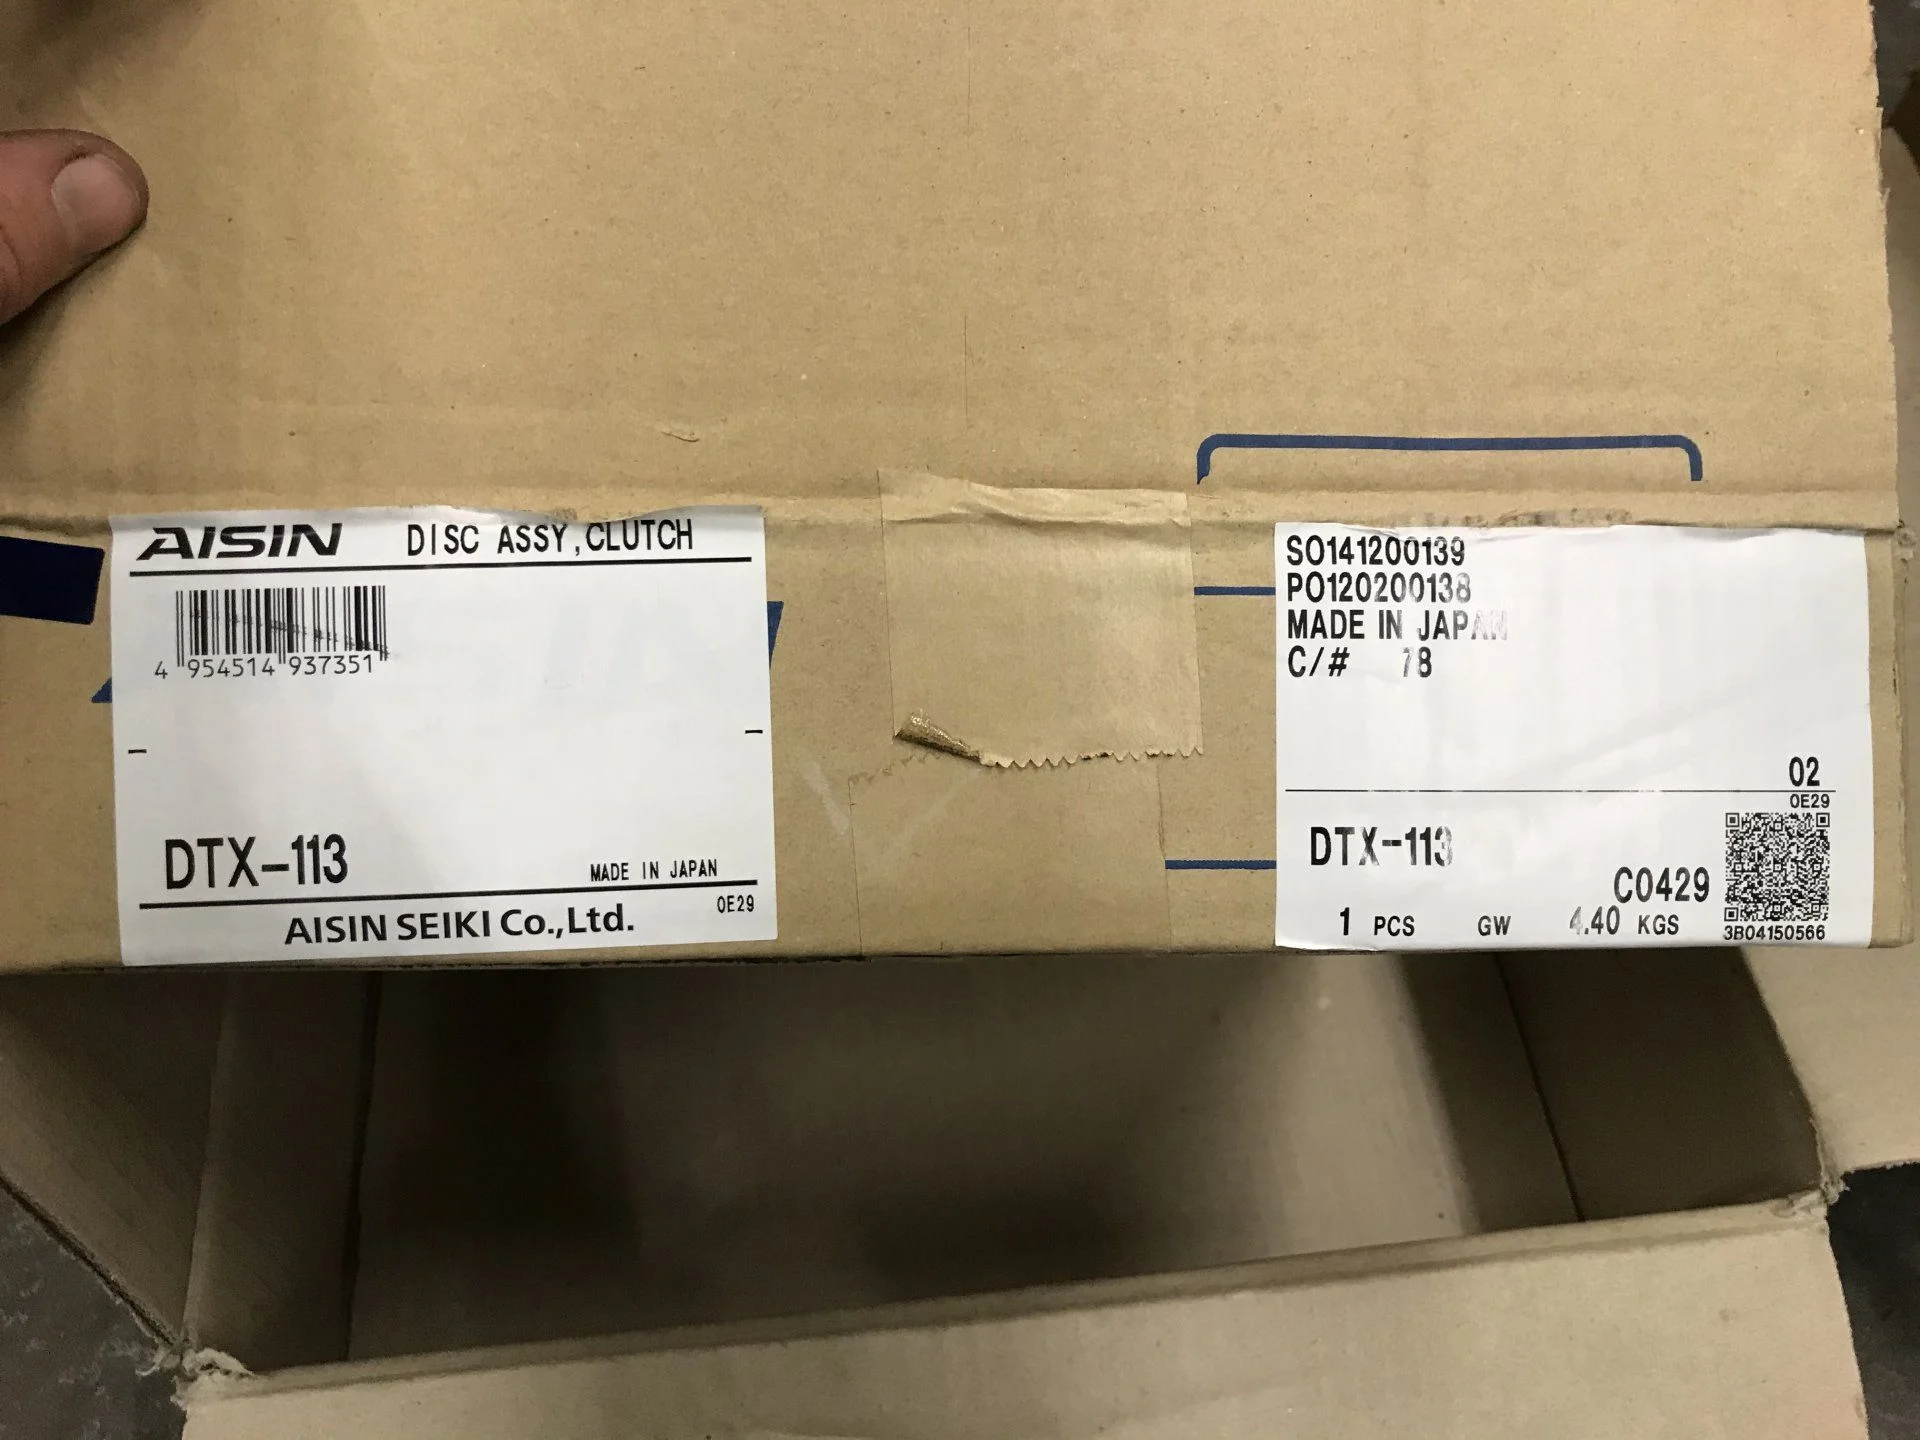 AISIN DISC ASSY,CLUTCH
4 954514 937351
DTX-113
MADE IN JAPAN
AISIN SEIKI Co.,Ltd.
0E29
SO141200139
PO120200138
MADE IN JAPAN
C/# 78
02
0E29
DTX-113
C0429
1 PCS GW 4.40 KGS
3B04150566